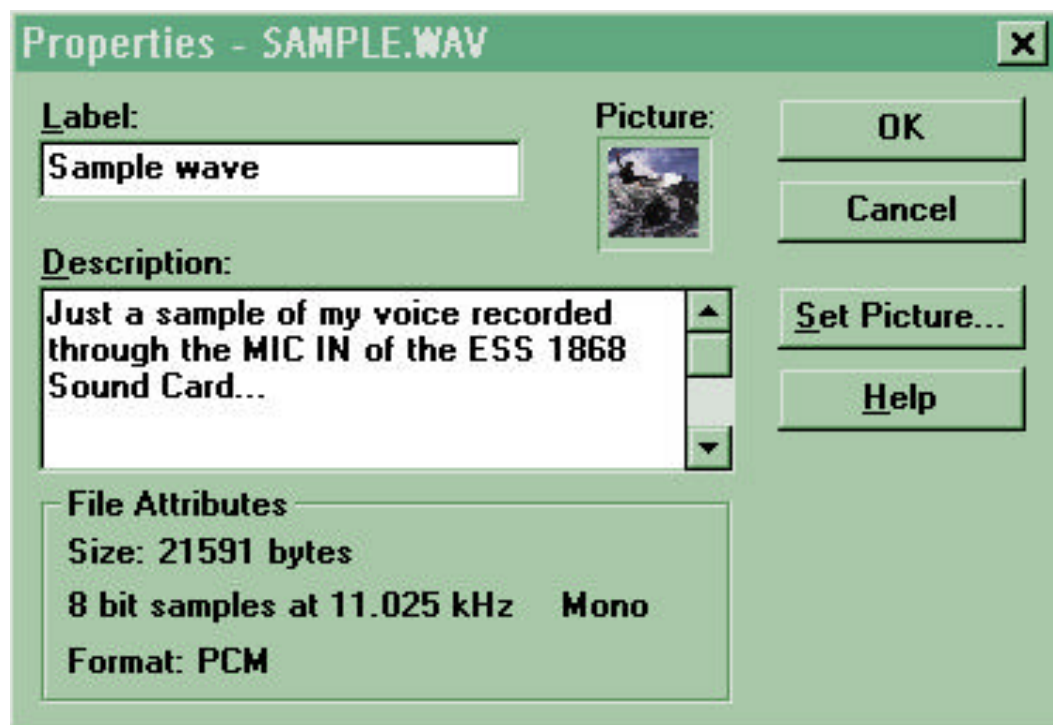 Properties - SAMPLE.WAV
Label:
Sample wave
Picture:
OK
Cancel
Description:
Just a sample of my voice recorded
through the MIC IN of the ESS 1868
Sound Card...
Set Picture...
Help
File Attributes
Size: 21591 bytes
8 bit samples at 11.025 kHz Mono
Format: PCM